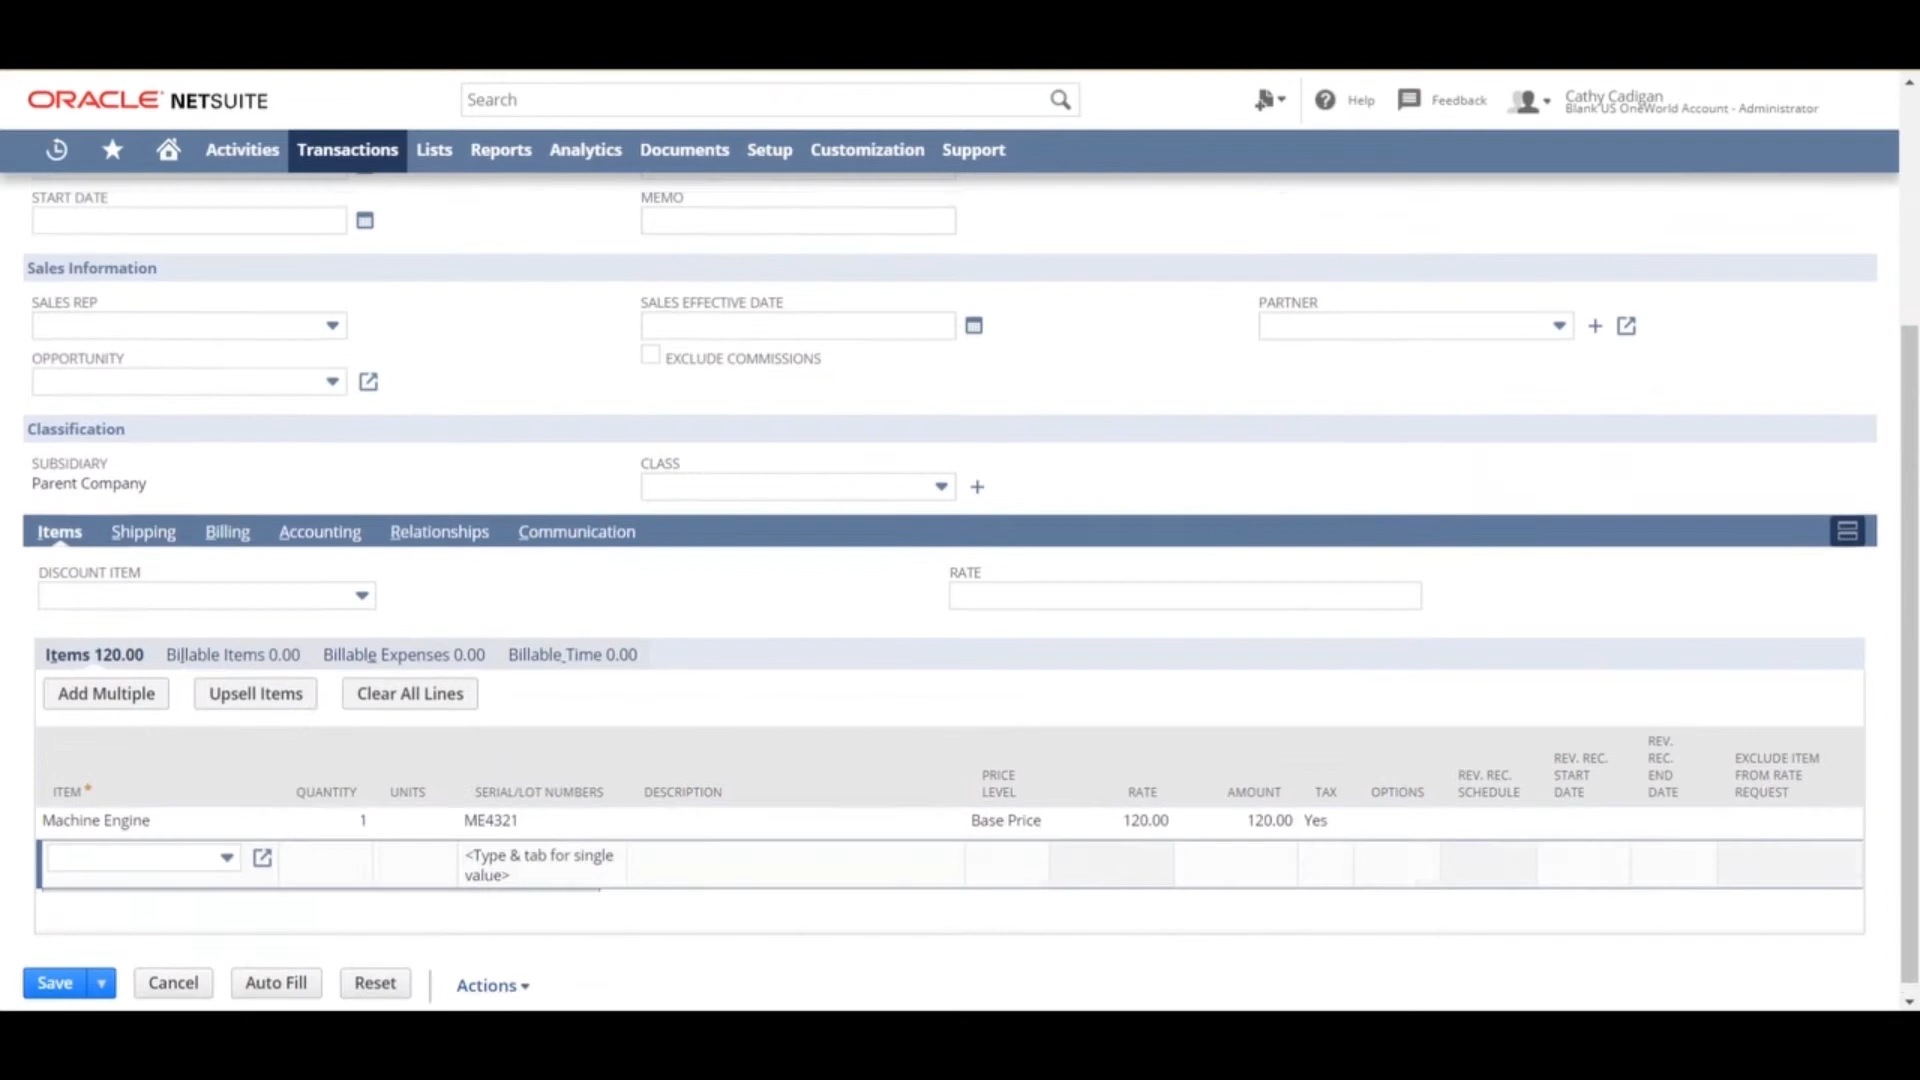 ORACLE NETSUITE
Search
Help
Feedback
Cathy Cadigan
Blank US OneWorld Account - Administrator
Activities Transactions Lists Reports Analytics Documents Setup Customization Support
START DATE
MEMO
Sales Information
SALES REP
SALES EFFECTIVE DATE
PARTNER
OPPORTUNITY
EXCLUDE COMMISSIONS
Classification
SUBSIDIARY
Parent Company
CLASS
Items Shipping Billing Accounting Relationships Communication
DISCOUNT ITEM
RATE
Items 120.00 Billable Items 0.00 Billable Expenses 0.00 Billable Time 0.00
Add Multiple Upsell Items Clear All Lines
ITEM *
QUANTITY
UNITS
SERIAL/LOT NUMBERS
DESCRIPTION
PRICE
LEVEL
RATE
AMOUNT
TAX
OPTIONS
REV. REC.
SCHEDULE
REV. REC.
START
DATE
REV.
REC.
END
DATE
EXCLUDE ITEM
FROM RATE
REQUEST
Machine Engine 1 ME4321 Base Price 120.00 120.00 Yes
<Type & tab for single
value>
Save Cancel Auto Fill Reset Actions